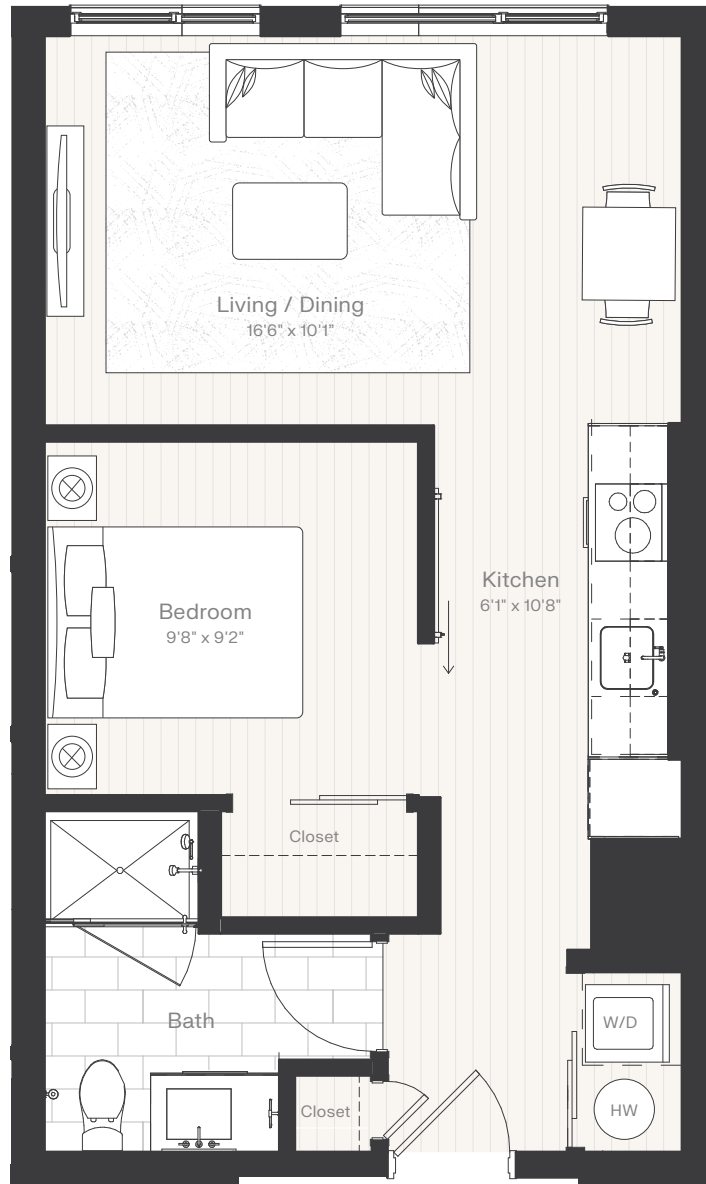 Living / Dining
16'6" x 10'1"
Kitchen
6'1" x 10'8"
Bedroom
9'8" x 9'2"
Closet
Bath
W/D
Closet
HW